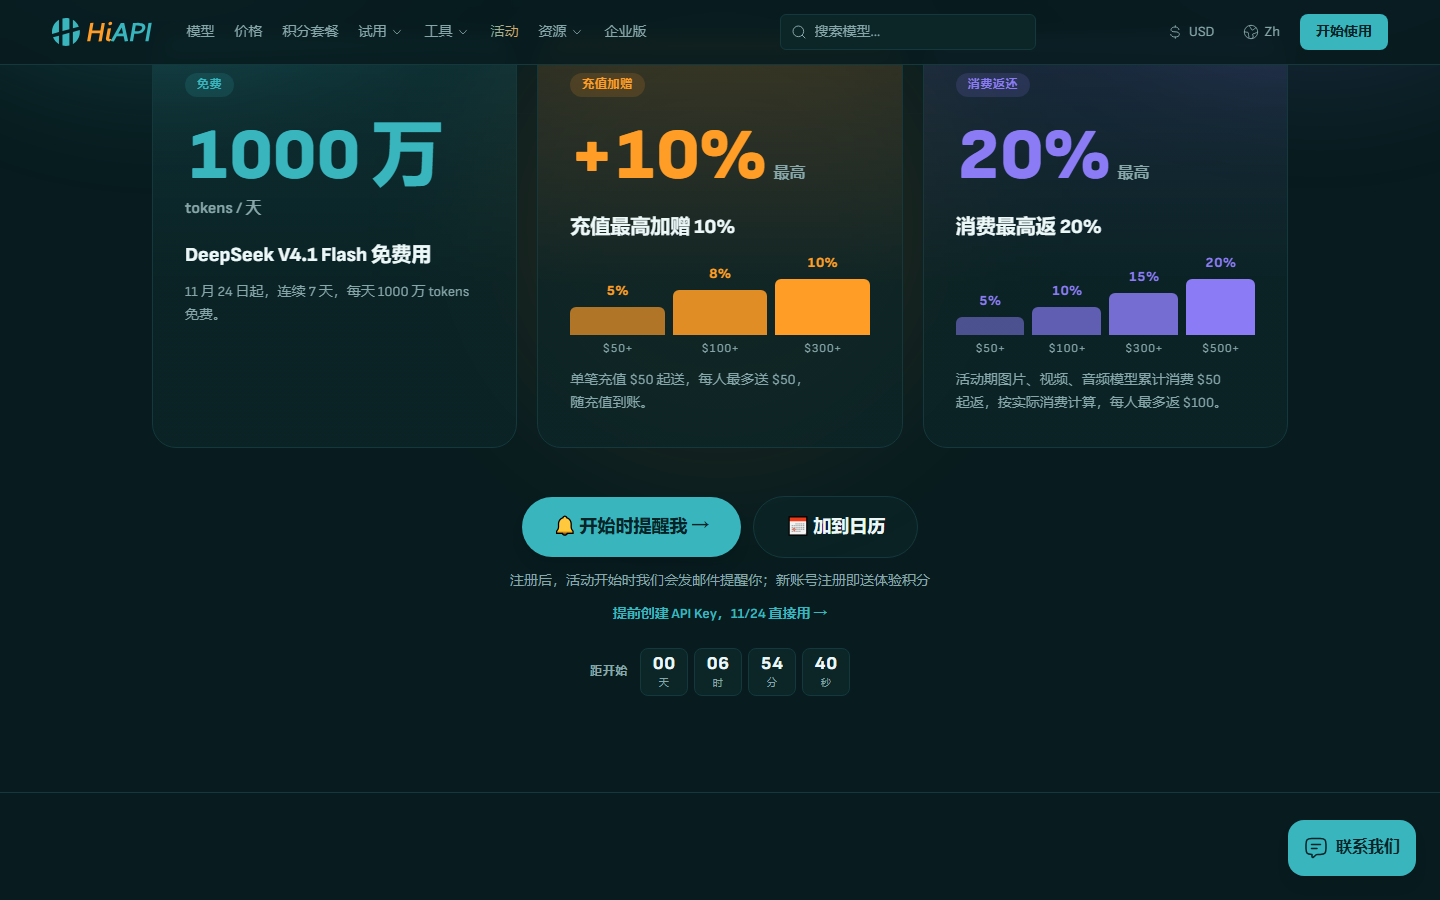 HiAPI
模型
价格
积分套餐
试用
工具
活动
资源
企业版
搜索模型...
USD
Zh
开始使用
免费
1000 万
tokens / 天
DeepSeek V4.1 Flash 免费用
11 月 24 日起，连续 7 天，每天 1000 万 tokens
免费。
充值加赠
+10% 最高
充值最高加赠 10%
5%
8%
10%
$50+
$100+
$300+
单笔充值 $50 起送，每人最多送 $50，
随充值到账。
消费返还
20% 最高
消费最高返 20%
5%
10%
15%
20%
$50+
$100+
$300+
$500+
活动期图片、视频、音频模型累计消费 $50
起返，按实际消费计算，每人最多返 $100。
开始时提醒我 →
加到日历
注册后，活动开始时我们会发邮件提醒你；新账号注册即送体验积分
提前创建 API Key，11/24 直接用 →
距开始
00
天
06
时
54
分
40
秒
联系我们